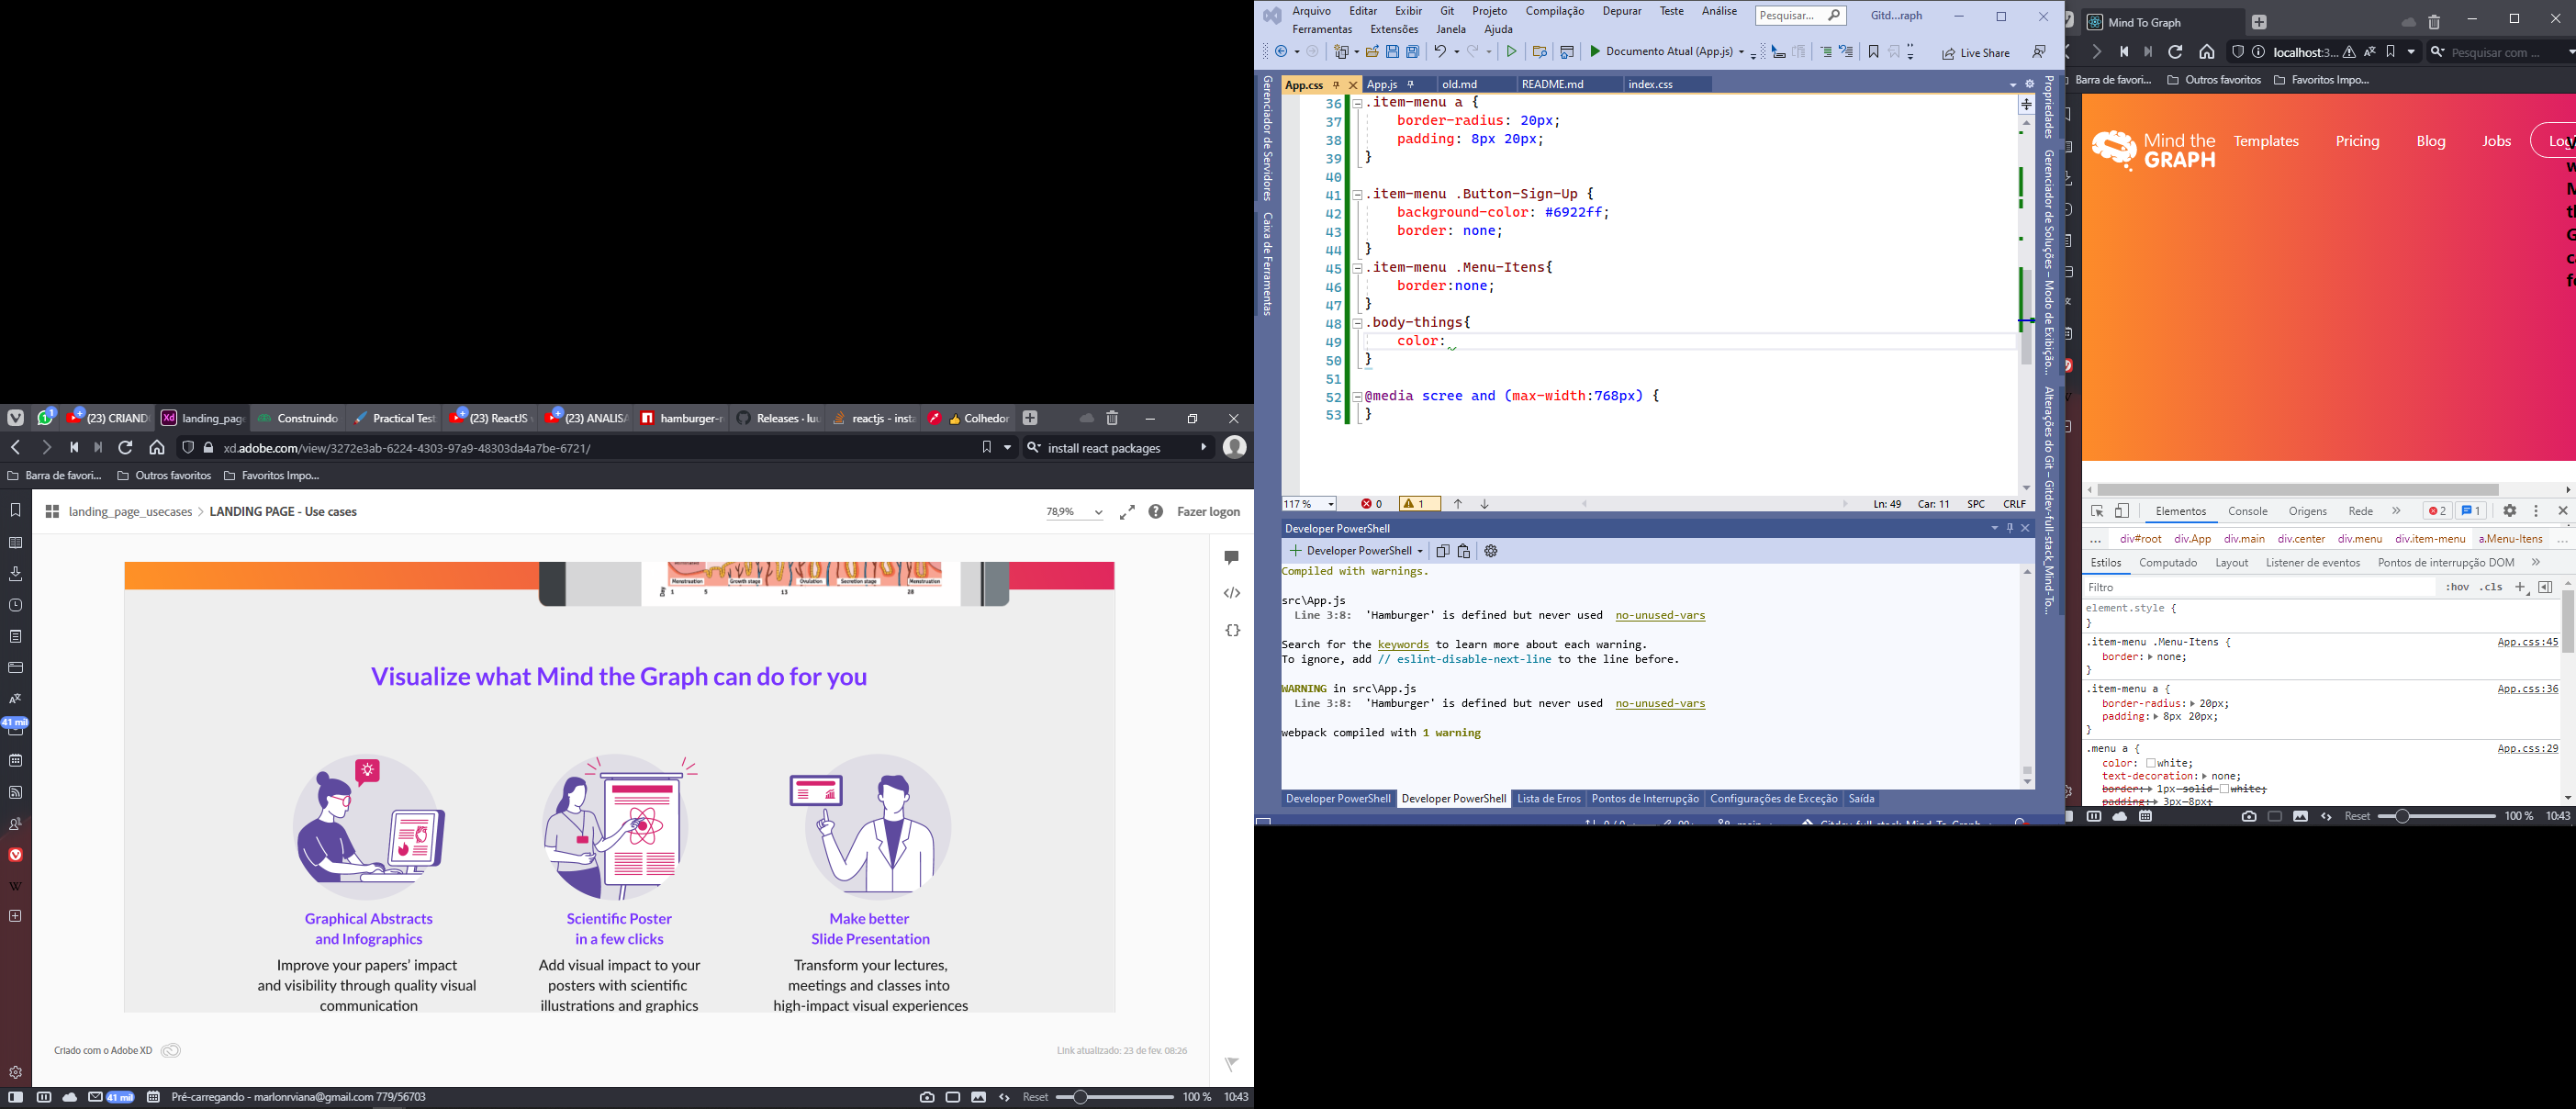 1
(23) CRIAND
landing_page
Construindo
Practical Test
(23) ReactJS
(23) ANALISA
hamburger-r
Releases · lu
reactjs - insta
Colhedor
xd.adobe.com/view/3272e3ab-6224-4303-97a9-48303da4a7be-6721/
install react packages
Barra de favori...
Outros favoritos
Favoritos Impo...
landing_page_usecases > LANDING PAGE - Use cases
78,9%
Fazer logon
Menstruation
Growth stage
Ovulation
Secretion stage
Menstruation
Day 1 5 13 28
Visualize what Mind the Graph can do for you
Graphical Abstracts
and Infographics
Improve your papers’ impact
and visibility through quality visual
communication
Scientific Poster
in a few clicks
Add visual impact to your
posters with scientific
illustrations and graphics
Make better
Slide Presentation
Transform your lectures,
meetings and classes into
high-impact visual experiences
41 mil
W
Criado com o Adobe XD
Link atualizado: 23 de fev. 08:26
41 mil
Pré-carregando - marlonrviana@gmail.com 779/56703
Reset
100 %
10:43
Arquivo Editar Exibir Git Projeto Compilação Depurar Teste Análise
Pesquisar...
Gitd...raph
Ferramentas Extensões Janela Ajuda
Documento Atual (App.js)
Live Share
Gerenciador de Servidores
Caixa de Ferramentas
App.css
App.js
old.md
README.md
index.css
36 .item-menu a {
37 border-radius: 20px;
38 padding: 8px 20px;
39 }
40
41 .item-menu .Button-Sign-Up {
42 background-color: #6922ff;
43 border: none;
44 }
45 .item-menu .Menu-Itens{
46 border:none;
47 }
48 .body-things{
49 color:
50 }
51
52 @media scree and (max-width:768px) {
53 }
117 %
0
1
Ln: 49 Car: 11 SPC CRLF
Developer PowerShell
Developer PowerShell
Compiled with warnings.
src\App.js
Line 3:8: 'Hamburger' is defined but never used no-unused-vars
Search for the keywords to learn more about each warning.
To ignore, add // eslint-disable-next-line to the line before.
WARNING in src\App.js
Line 3:8: 'Hamburger' is defined but never used no-unused-vars
webpack compiled with 1 warning
Developer PowerShell
Developer PowerShell
Lista de Erros
Pontos de Interrupção
Configurações de Exceção
Saída
Propriedades
Gerenciador de Soluções – Modo de Exibição...
Alterações do Git – Gitdev-full-stack_Mind-To...
Mind To Graph
localhost:3...
Pesquisar com ...
Barra de favori...
Outros favoritos
Favoritos Impo...
Mind the
GRAPH
Templates
Pricing
Blog
Jobs
Elementos
Console
Origens
Rede
2
1
...
div#root
div.App
div.main
div.center
div.menu
div.item-menu
a.Menu-Itens
...
Estilos
Computado
Layout
Listener de eventos
Pontos de interrupção DOM
Filtro
:hov .cls
element.style {
}
.item-menu .Menu-Itens {
App.css:45
border: none;
}
.item-menu a {
App.css:36
border-radius: 20px;
padding: 8px 20px;
}
.menu a {
App.css:29
color: white;
text-decoration: none;
border: 1px solid white;
padding: 3px 8px;
Reset
100 %
10:43